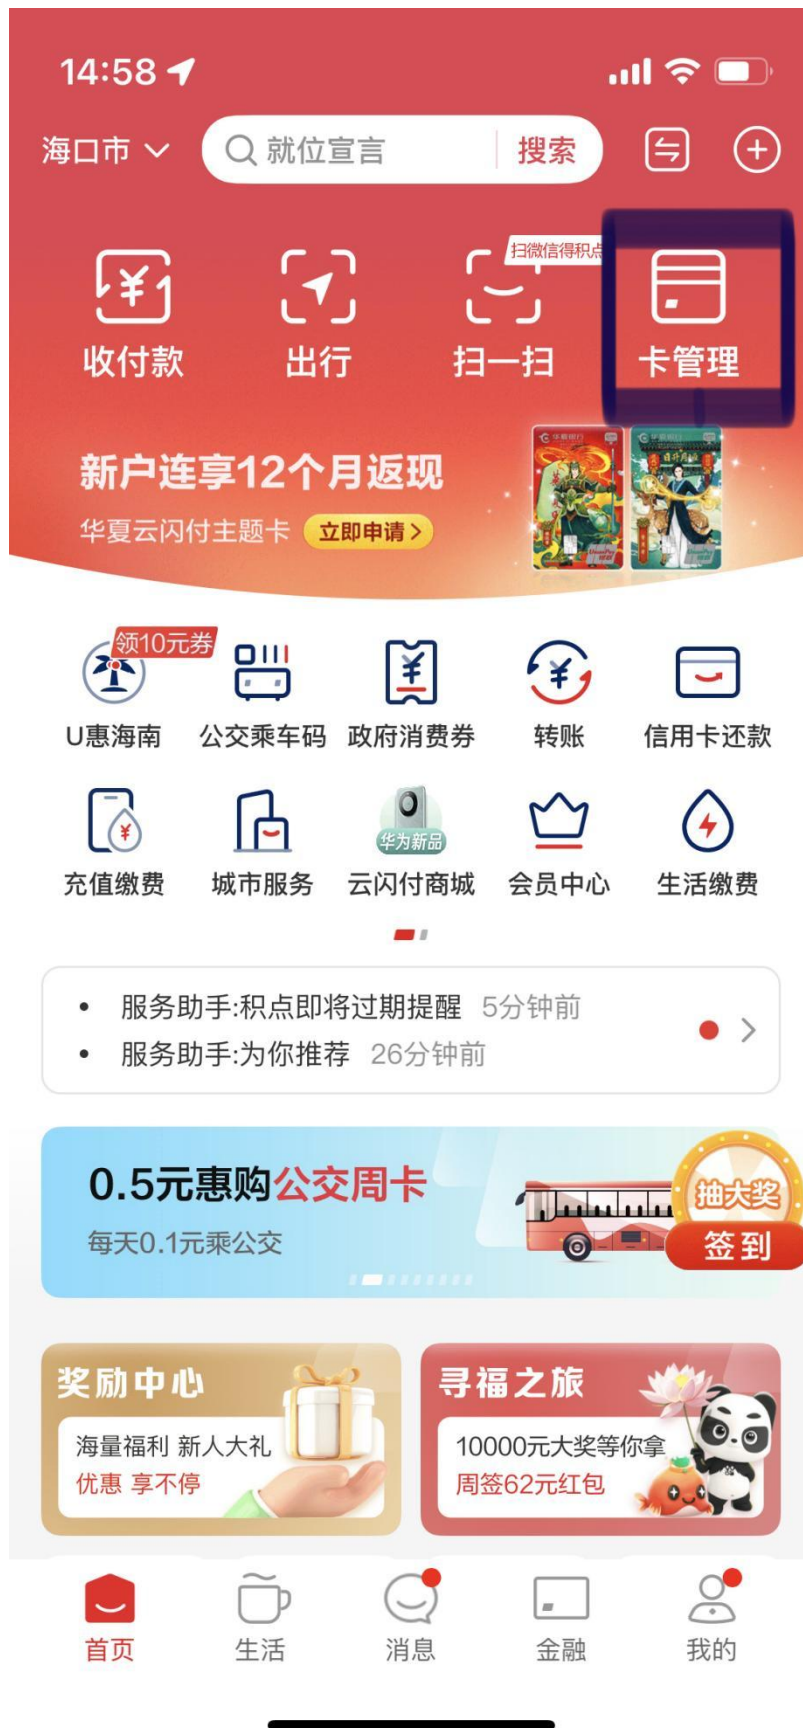 14:58
海口市
就位宣言
搜索
扫微信得积点
收付款
出行
扫一扫
卡管理
新户连享12个月返现
华夏云闪付主题卡
立即申请>
华夏银行
领10元券
U惠海南
公交乘车码
政府消费券
转账
信用卡还款
华为新品
充值缴费
城市服务
云闪付商城
会员中心
生活缴费
• 服务助手:积点即将过期提醒 5分钟前
• 服务助手:为你推荐 26分钟前
0.5元惠购公交周卡
每天0.1元乘公交
抽大奖
签到
奖励中心
海量福利 新人大礼
优惠 享不停
寻福之旅
10000元大奖等你拿
周签62元红包
首页
生活
消息
金融
我的